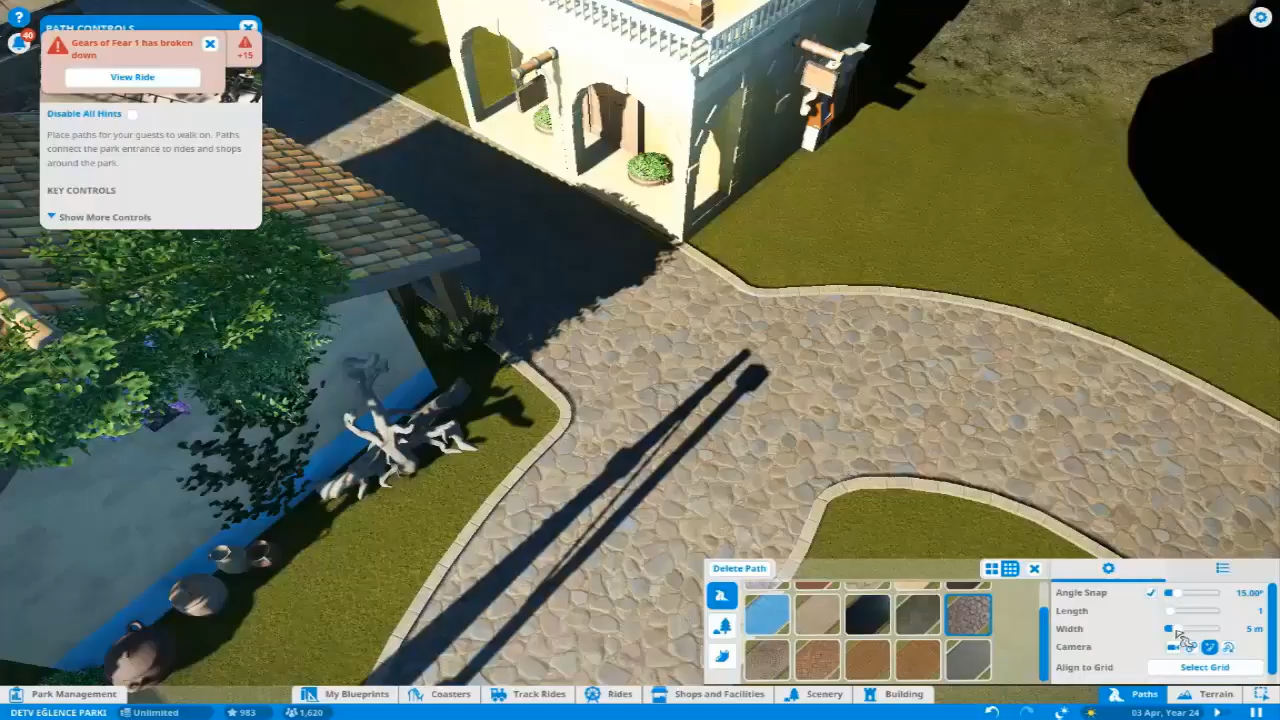 PATH CONTROLS
40
Gears of Fear 1 has broken
down
+15
View Ride
Disable All Hints
Place paths for your guests to walk on. Paths
connect the park entrance to rides and shops
around the park.
KEY CONTROLS
Show More Controls
Delete Path
Angle Snap 15.00°
Length 1
Width 5 m
Camera
Align to Grid Select Grid
Park Management My Blueprints Coasters Track Rides Rides Shops and Facilities Scenery Building Paths Terrain
DETV EĞLENCE PARKI Unlimited 983 1,620 03 Apr, Year 24